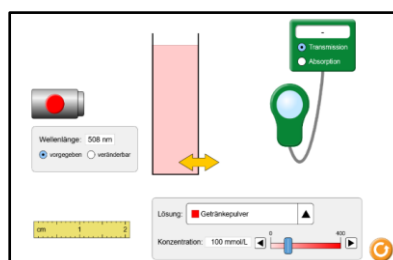 -
Transmission
Absorption
Wellenlänge: 508 nm
vorgegeben veränderbar
cm 1 2
Lösung: Getränkepulver
0 400
Konzentration: 100 mmol/L